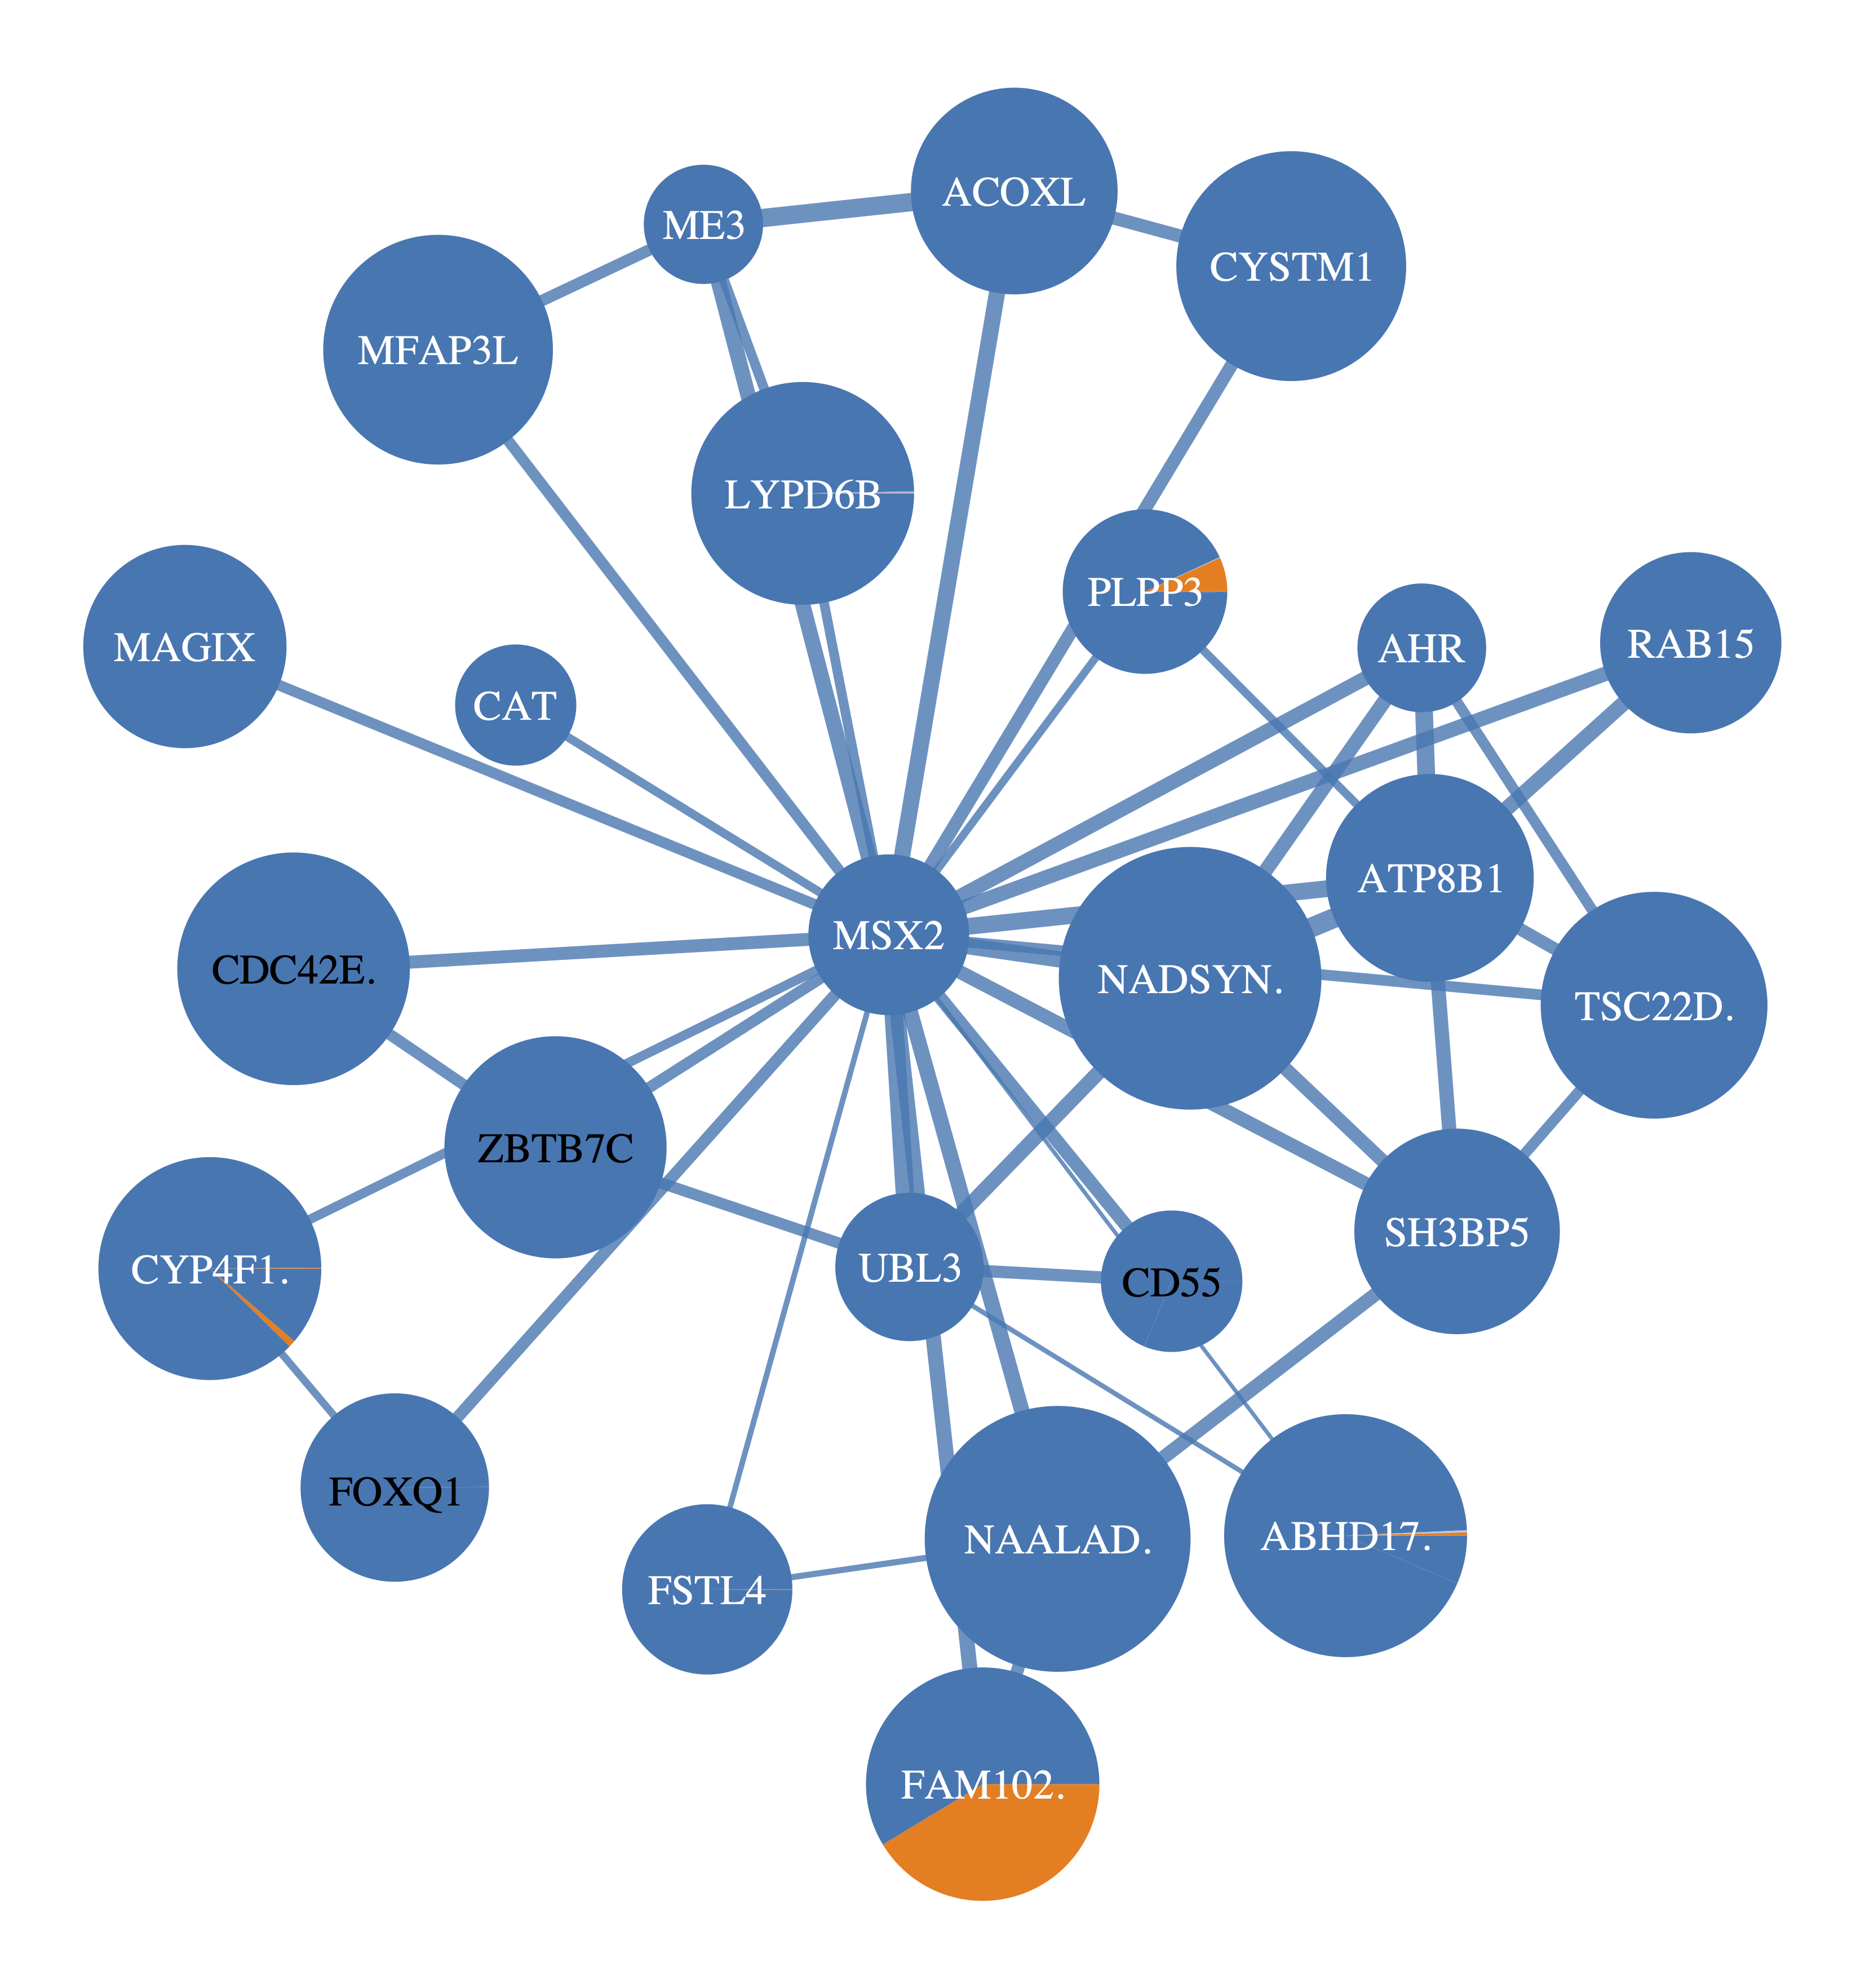 ACOXL
ME3
CYSTM1
MFAP3L
LYPD6B
PLPP3
MAGIX
AHR
RAB15
CAT
ATP8B1
MSX2
CDC42E.
NADSYN.
TSC22D.
ZBTB7C
SH3BP5
CYP4F1.
UBL3
CD55
FOXQ1
NAALAD.
ABHD17.
FSTL4
FAM102.